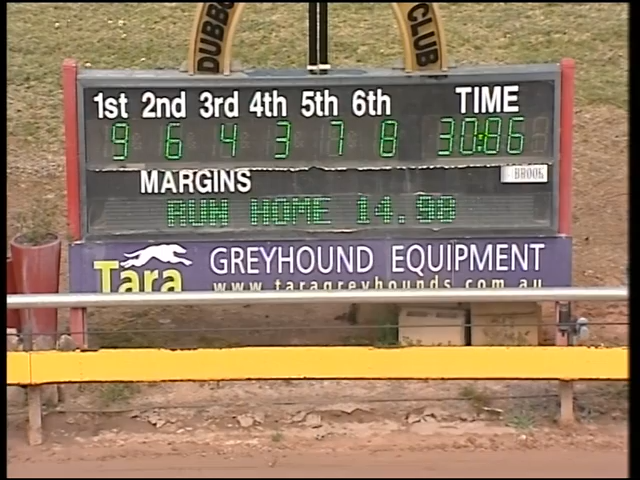 DUBBO CLUB
1st 2nd 3rd 4th 5th 6th TIME
9 6 4 3 7 8 30:86
BROOK
MARGINS
RUN HOME 14.90
Tara GREYHOUND EQUIPMENT
www.taragreyhounds.com.au